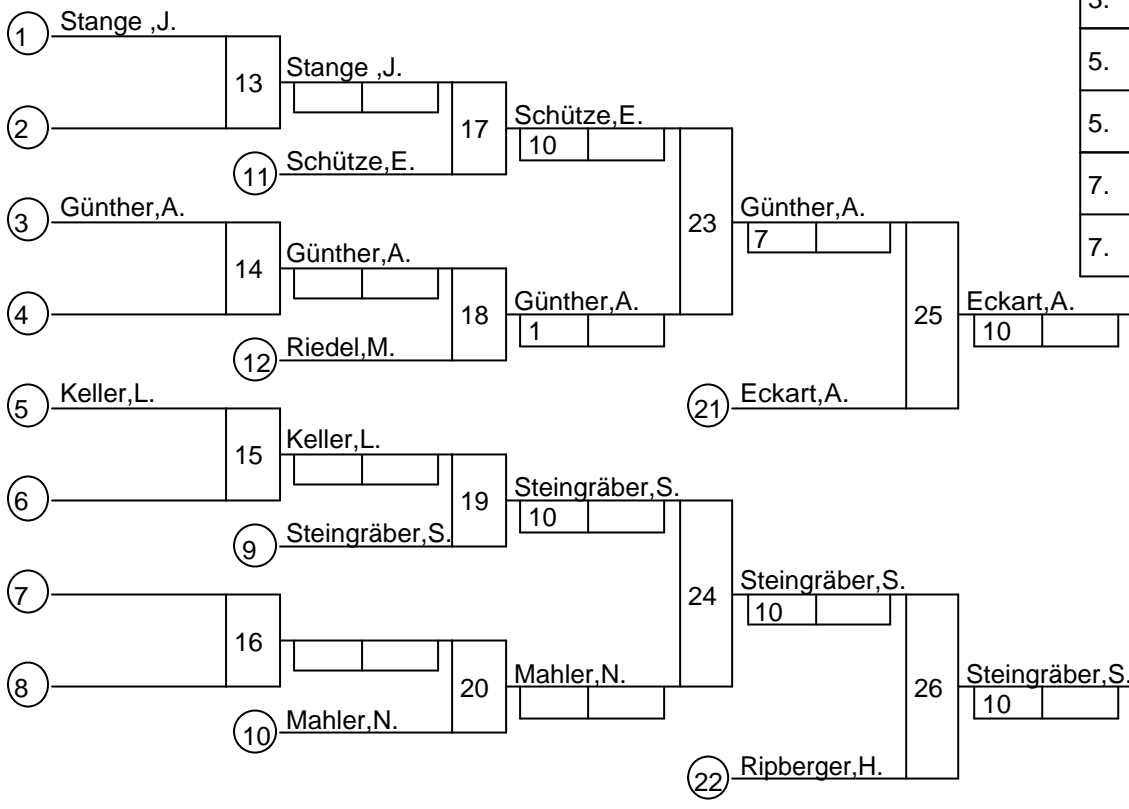 3.
1 Stange ,J.
5.
13 Stange ,J.
17 Schütze,E.
2
10
5.
11 Schütze,E.
7.
3 Günther,A.
23 Günther,A.
7
14 Günther,A.
7.
18 Günther,A.
25 Eckart,A.
4
1
10
12 Riedel,M.
5 Keller,L.
21 Eckart,A.
15 Keller,L.
19 Steingräber,S.
6
10
9 Steingräber,S.
7
24 Steingräber,S.
10
16
20 Mahler,N.
26 Steingräber,S.
8
10
10 Mahler,N.
22 Ripberger,H.